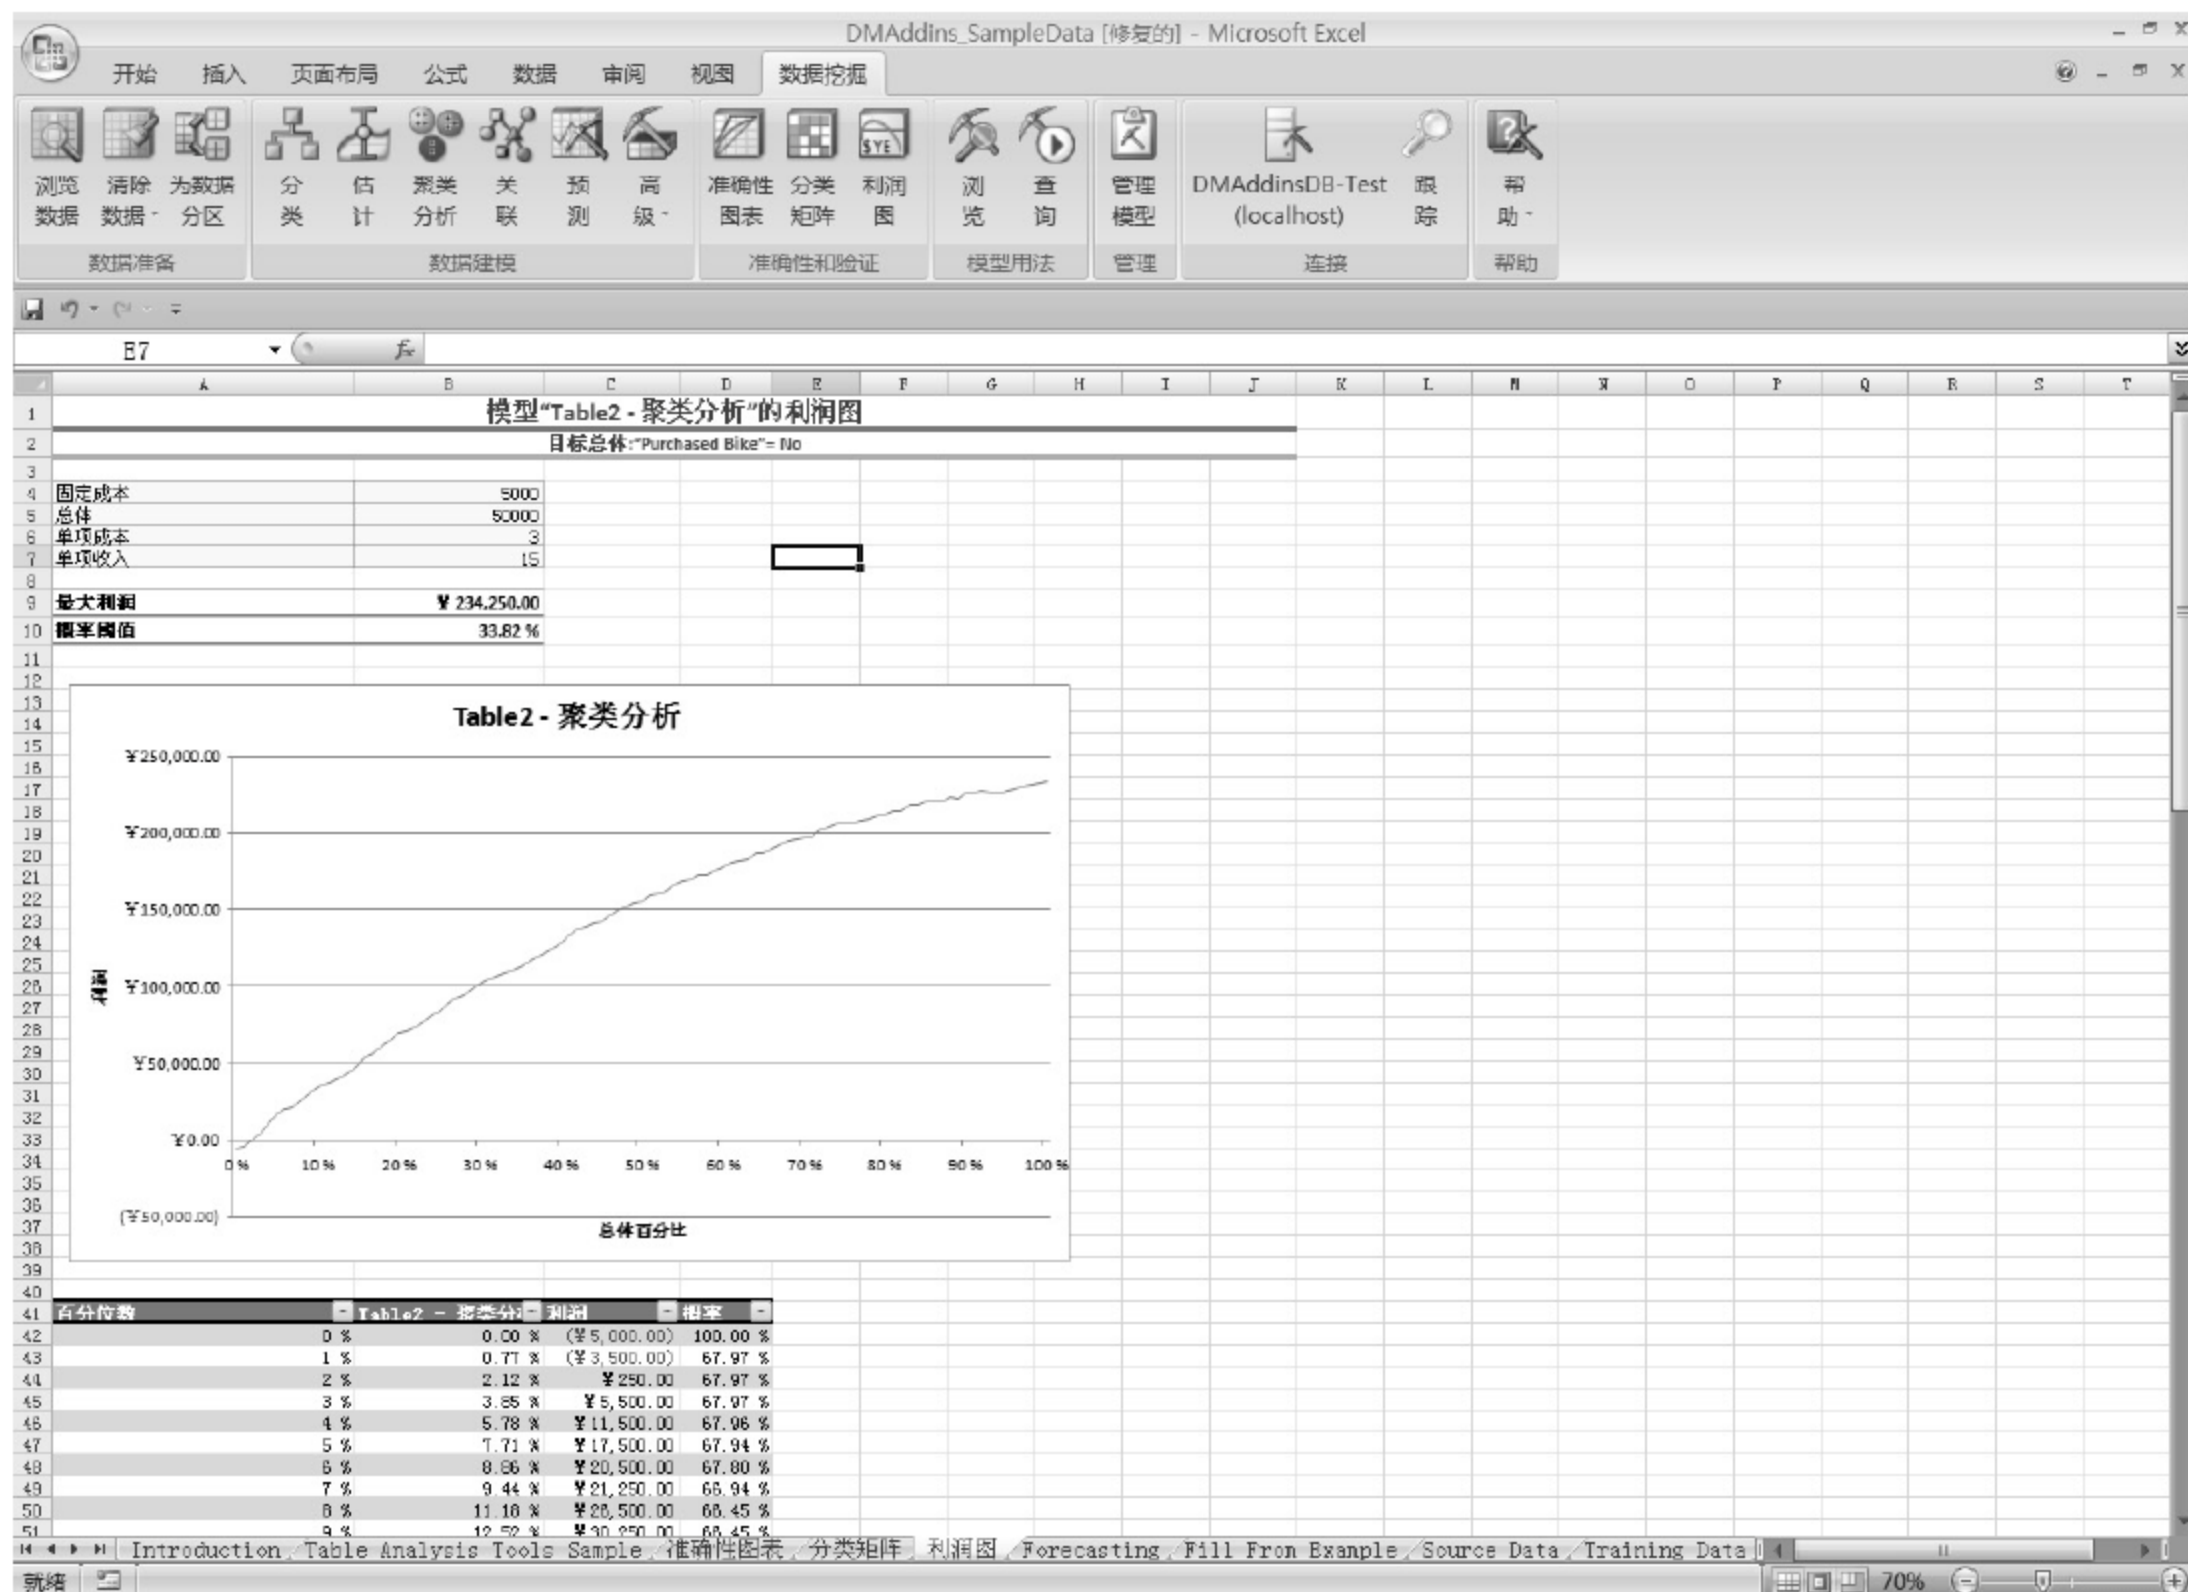 DMAddins_SampleData [修复的] - Microsoft Excel
开始 插入 页面布局 公式 数据 审阅 视图 数据挖掘
浏览数据 清除数据 为数据分区 分类 估计 聚类分析 关联 预测 高级 准确性图表 分类矩阵 利润图 浏览 查询 管理模型 DMAddinsDB-Test (localhost) 跟踪 帮助
数据准备 数据建模 准确性和验证 模型用法 管理 连接 帮助
E7
A B C D E F G H I J K L M N O P Q R S T
模型“Table2 - 聚类分析”的利润图
目标总体:“Purchased Bike”= No
固定成本 5000
总体 50000
单项成本 3
单项收入 15
最大利润 ¥ 234,250.00
概率阈值 33.82 %
Table2 - 聚类分析
¥250,000.00
¥200,000.00
¥150,000.00
利润
¥100,000.00
¥50,000.00
¥0.00
0% 10% 20% 30% 40% 50% 60% 70% 80% 90% 100%
(¥50,000.00)
总体百分比
百分位数 Table2 - 聚类分 利润 概率
0 % 0.00 % (¥5,000.00) 100.00 %
1 % 0.77 % (¥3,500.00) 67.97 %
2 % 2.12 % ¥250.00 67.97 %
3 % 3.85 % ¥5,500.00 67.97 %
4 % 5.78 % ¥11,500.00 67.96 %
5 % 7.71 % ¥17,500.00 67.94 %
6 % 8.86 % ¥20,500.00 67.80 %
7 % 9.44 % ¥21,250.00 66.94 %
8 % 11.18 % ¥26,500.00 66.45 %
9 % 12.52 % ¥30,250.00 66.45 %
Introduction Table Analysis Tools Sample 准确性图表 分类矩阵 利润图 Forecasting Fill From Example Source Data Training Data
就绪 70%